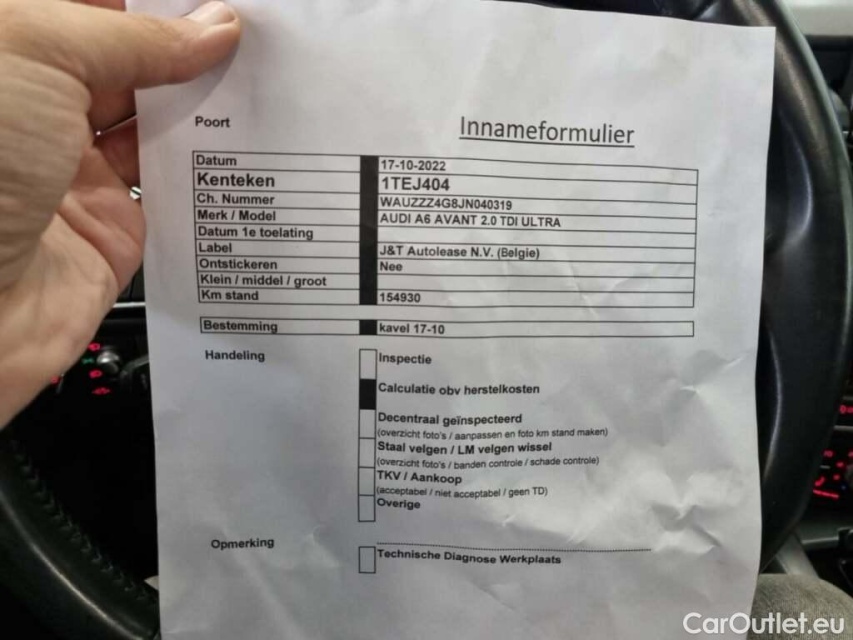 Poort
Innameformulier
Datum 17-10-2022
Kenteken 1TEJ404
Ch. Nummer WAUZZZ4G8JN040319
Merk / Model AUDI A6 AVANT 2.0 TDI ULTRA
Datum 1e toelating
Label J&T Autolease N.V. (Belgie)
Ontstickeren Nee
Klein / middel / groot
Km stand 154930
Bestemming kavel 17-10
Handeling Inspectie
Calculatie obv herstelkosten
Decentraal geïnspecteerd
(overzicht foto's / aanpassen en foto km stand maken)
Staal velgen / LM velgen wissel
(overzicht foto's / banden controle / schade controle)
TKV / Aankoop
(acceptabel / niet acceptabel / geen TD)
Overige
Opmerking
Technische Diagnose Werkplaats
CarOutlet.eu